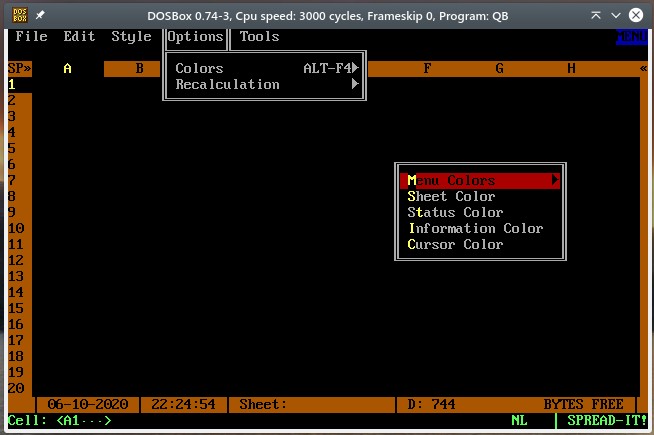 DOS BOX DOSBox 0.74-3, Cpu speed: 3000 cycles, Frameskip 0, Program: QB
File Edit Style Options Tools MENU
Colors ALT-F4
Recalculation
SP» A B F G H «
1
2
3
4
5
6
7 Menu Colors
8 Sheet Color
9 Status Color
10 Information Color
11 Cursor Color
12
13
14
15
16
17
18
19
20
06-10-2020 22:24:54 Sheet: D: 744 BYTES FREE
Cell: <A1···> NL SPREAD-IT!